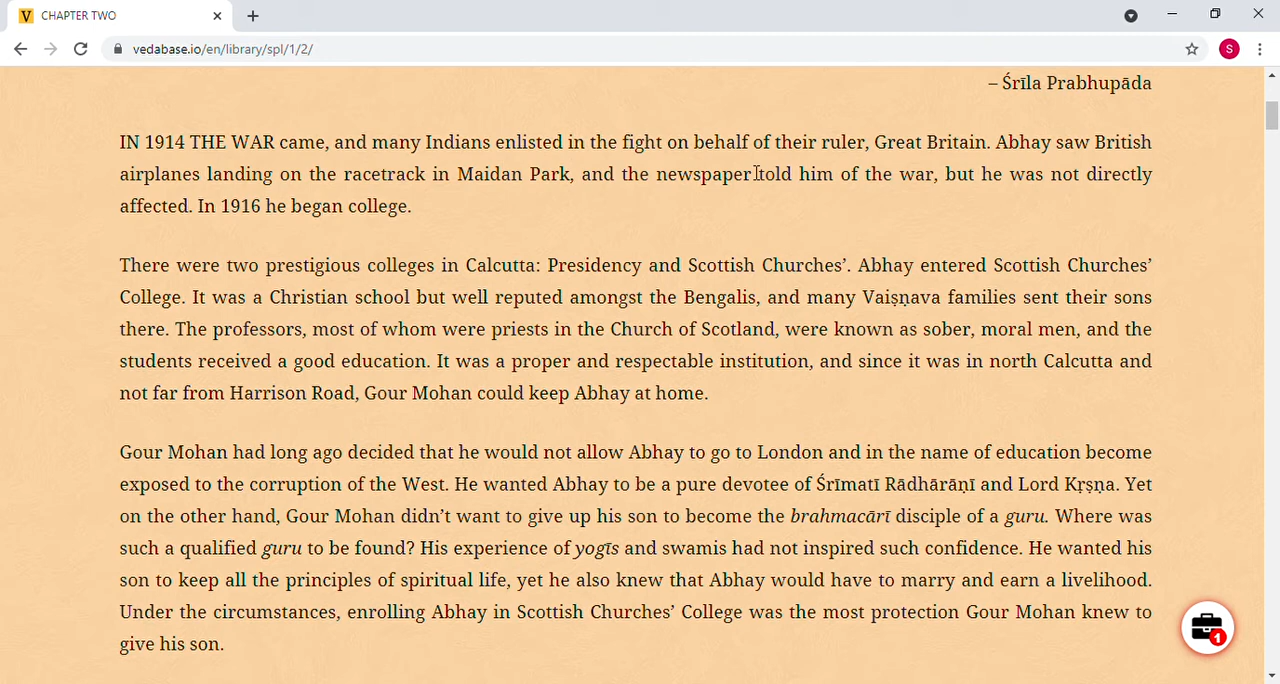 CHAPTER TWO
vedabase.io/en/library/spl/1/2/
S
– Śrīla Prabhupāda
IN 1914 THE WAR came, and many Indians enlisted in the fight on behalf of their ruler, Great Britain. Abhay saw British
airplanes landing on the racetrack in Maidan Park, and the newspaper told him of the war, but he was not directly
affected. In 1916 he began college.
There were two prestigious colleges in Calcutta: Presidency and Scottish Churches’. Abhay entered Scottish Churches’
College. It was a Christian school but well reputed amongst the Bengalis, and many Vaiṣṇava families sent their sons
there. The professors, most of whom were priests in the Church of Scotland, were known as sober, moral men, and the
students received a good education. It was a proper and respectable institution, and since it was in north Calcutta and
not far from Harrison Road, Gour Mohan could keep Abhay at home.
Gour Mohan had long ago decided that he would not allow Abhay to go to London and in the name of education become
exposed to the corruption of the West. He wanted Abhay to be a pure devotee of Śrīmatī Rādhārāṇī and Lord Kṛṣṇa. Yet
on the other hand, Gour Mohan didn’t want to give up his son to become the brahmacārī disciple of a guru. Where was
such a qualified guru to be found? His experience of yogīs and swamis had not inspired such confidence. He wanted his
son to keep all the principles of spiritual life, yet he also knew that Abhay would have to marry and earn a livelihood.
Under the circumstances, enrolling Abhay in Scottish Churches’ College was the most protection Gour Mohan knew to
give his son.
1